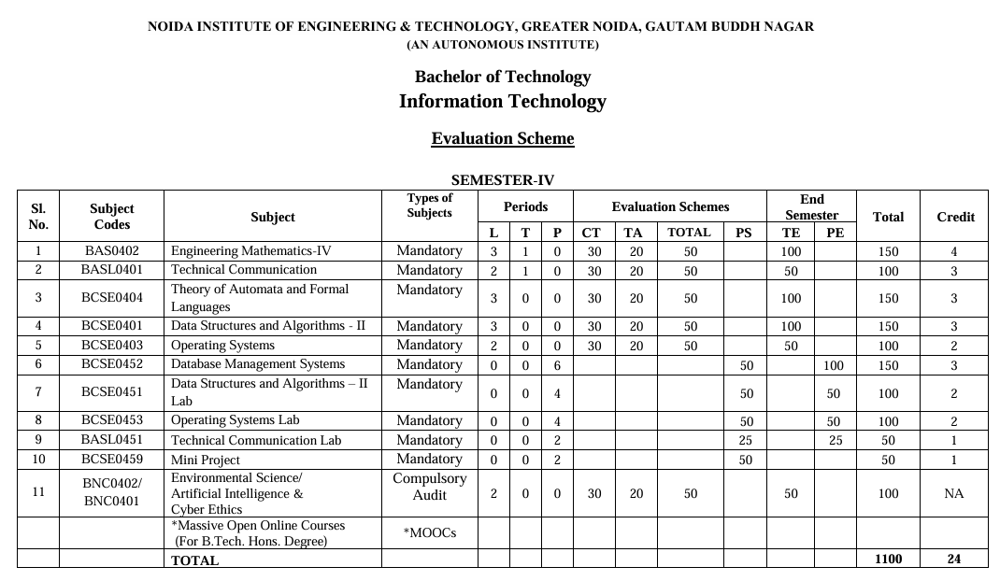 NOIDA INSTITUTE OF ENGINEERING & TECHNOLOGY, GREATER NOIDA, GAUTAM BUDDH NAGAR
(AN AUTONOMOUS INSTITUTE)
Bachelor of Technology
Information Technology
Evaluation Scheme
SEMESTER-IV
Sl. No. Subject Codes Subject Types of Subjects Periods Evaluation Schemes End Semester Total Credit
L T P CT TA TOTAL PS TE PE
1 BAS0402 Engineering Mathematics-IV Mandatory 3 1 0 30 20 50 100 150 4
2 BASL0401 Technical Communication Mandatory 2 1 0 30 20 50 50 100 3
3 BCSE0404 Theory of Automata and Formal Languages Mandatory 3 0 0 30 20 50 100 150 3
4 BCSE0401 Data Structures and Algorithms - II Mandatory 3 0 0 30 20 50 100 150 3
5 BCSE0403 Operating Systems Mandatory 2 0 0 30 20 50 50 100 2
6 BCSE0452 Database Management Systems Mandatory 0 0 6 50 100 150 3
7 BCSE0451 Data Structures and Algorithms – II Lab Mandatory 0 0 4 50 50 100 2
8 BCSE0453 Operating Systems Lab Mandatory 0 0 4 50 50 100 2
9 BASL0451 Technical Communication Lab Mandatory 0 0 2 25 25 50 1
10 BCSE0459 Mini Project Mandatory 0 0 2 50 50 1
11 BNC0402/ BNC0401 Environmental Science/ Artificial Intelligence & Cyber Ethics Compulsory Audit 2 0 0 30 20 50 50 100 NA
*Massive Open Online Courses (For B.Tech. Hons. Degree) *MOOCs
TOTAL 1100 24